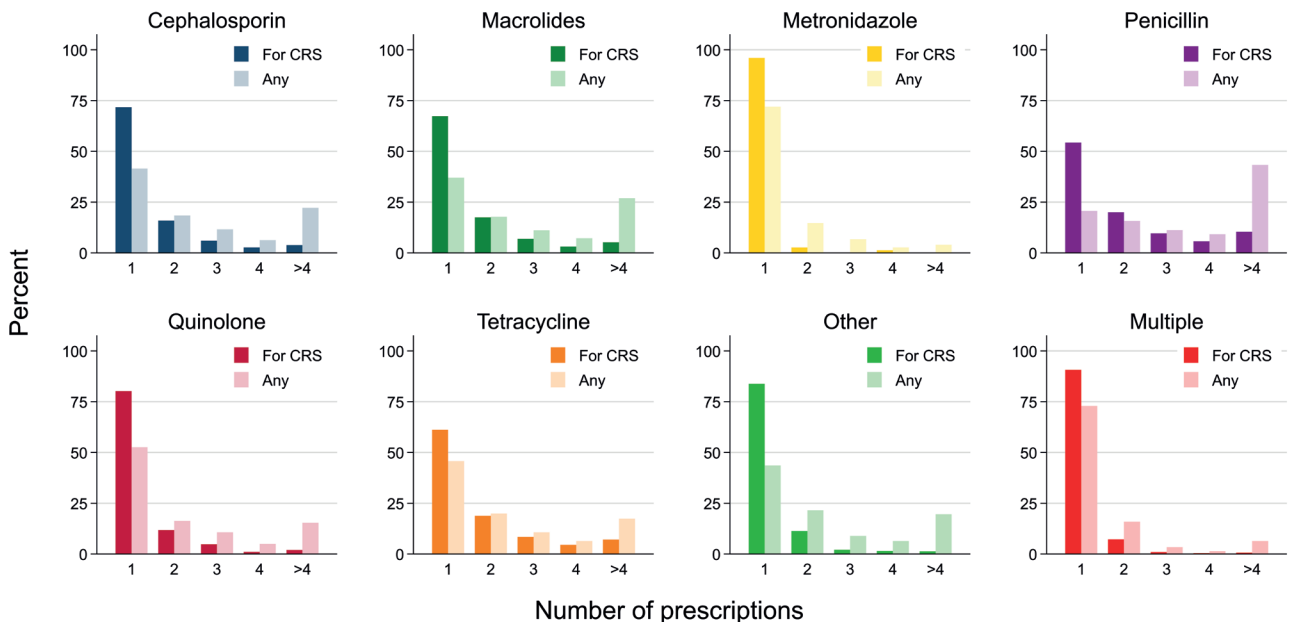 Cephalosporin
100
75
50
25
0
For CRS
Any
1 2 3 4 >4
Macrolides
100
75
50
25
0
For CRS
Any
1 2 3 4 >4
Metronidazole
100
75
50
25
0
For CRS
Any
1 2 3 4 >4
Penicillin
100
75
50
25
0
For CRS
Any
1 2 3 4 >4
Percent
Quinolone
100
75
50
25
0
For CRS
Any
1 2 3 4 >4
Tetracycline
100
75
50
25
0
For CRS
Any
1 2 3 4 >4
Other
100
75
50
25
0
For CRS
Any
1 2 3 4 >4
Multiple
100
75
50
25
0
For CRS
Any
1 2 3 4 >4
Number of prescriptions